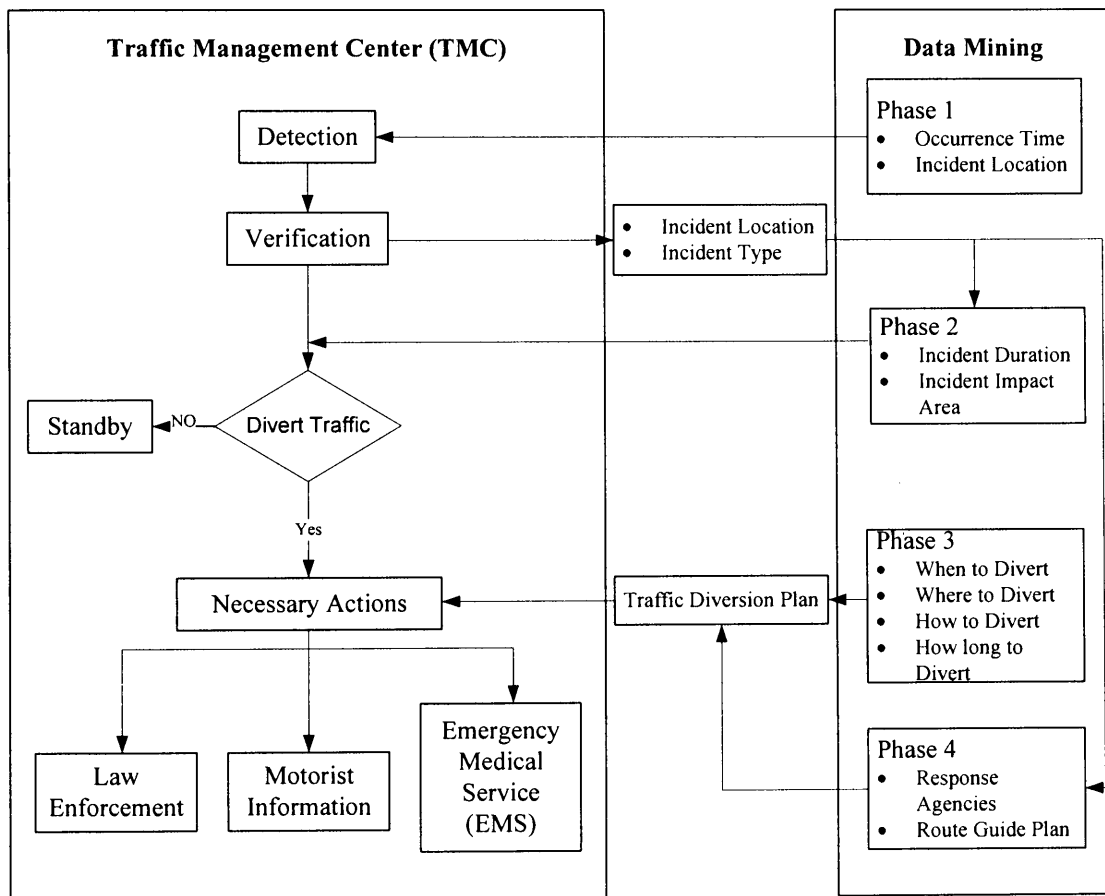 Traffic Management Center (TMC)
Data Mining
Detection
Phase 1
• Occurrence Time
• Incident Location
Verification
• Incident Location
• Incident Type
Phase 2
• Incident Duration
• Incident Impact
Area
Standby
NO
Divert Traffic
Yes
Necessary Actions
Traffic Diversion Plan
Phase 3
• When to Divert
• Where to Divert
• How to Divert
• How long to
Divert
Law
Enforcement
Motorist
Information
Emergency
Medical
Service
(EMS)
Phase 4
• Response
Agencies
• Route Guide Plan